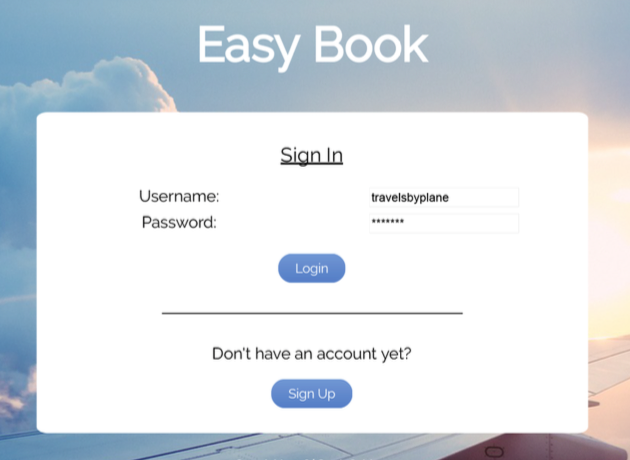 Easy Book
Sign In
Username: travelsbyplane
Password: *******
Login
Don't have an account yet?
Sign Up